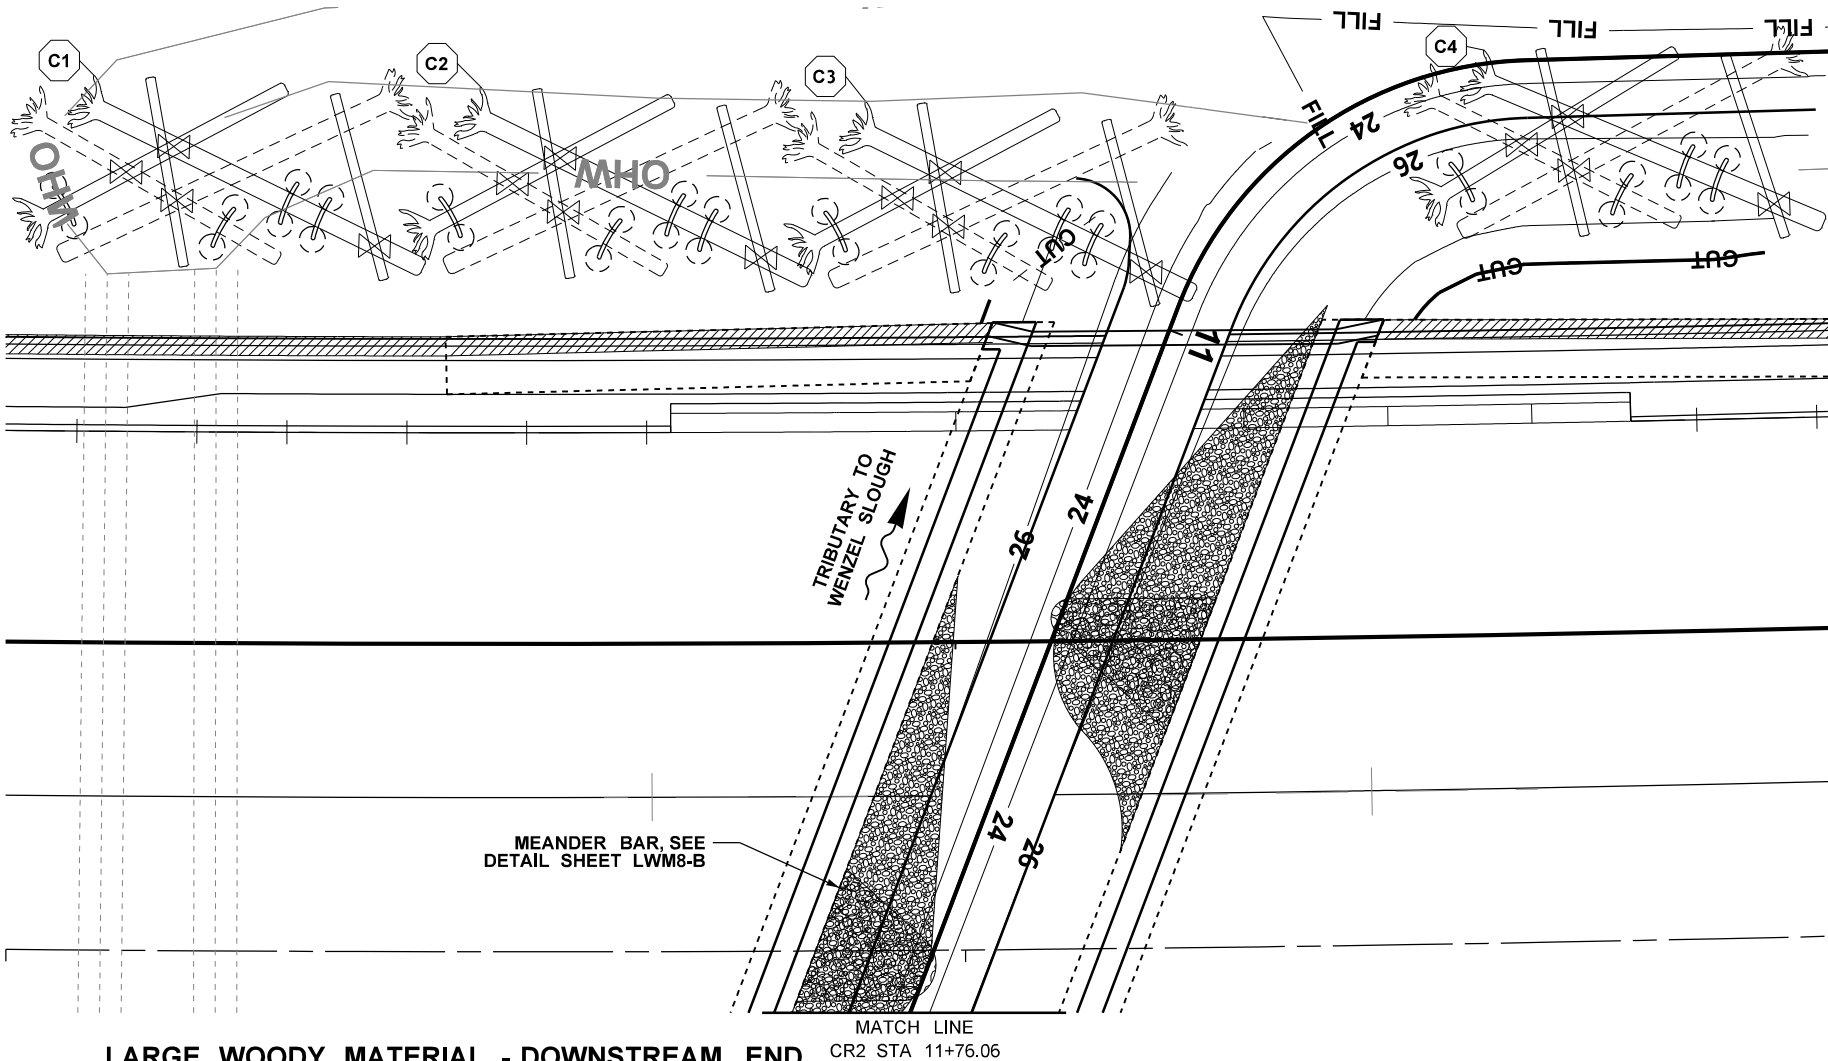 FILL
FILL
FILL
C1
C2
C3
C4
FILL
24
26
OHW
OHW
CUT
CUT
CUT
11
TRIBUTARY TO
WENZEL SLOUGH
26
24
24
26
MEANDER BAR, SEE
DETAIL SHEET LWM8-B
MATCH LINE
CR2 STA 11+76.06
LARGE WOODY MATERIAL - DOWNSTREAM END